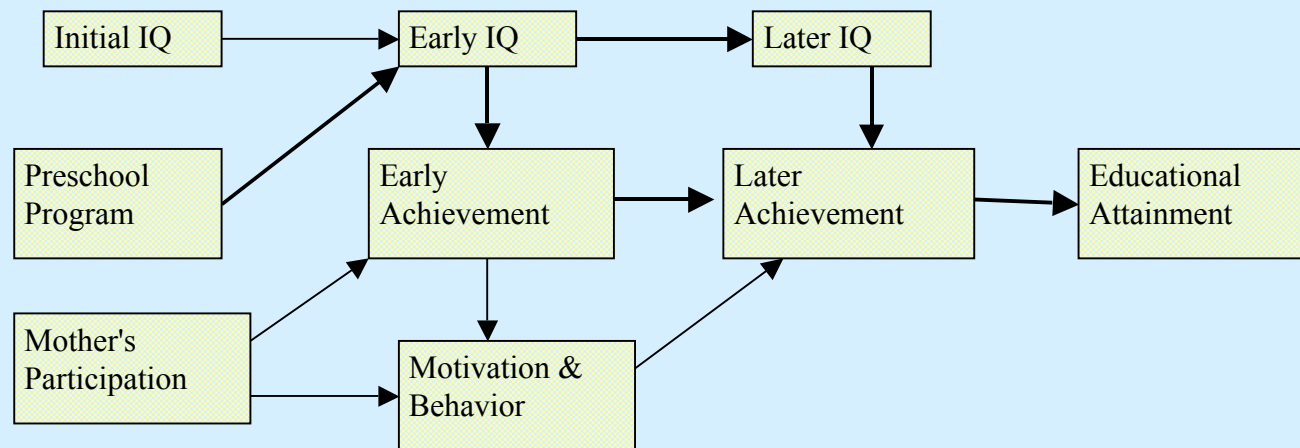 Initial IQ
Early IQ
Later IQ
Preschool
Program
Early
Achievement
Later
Achievement
Educational
Attainment
Mother's
Participation
Motivation &
Behavior